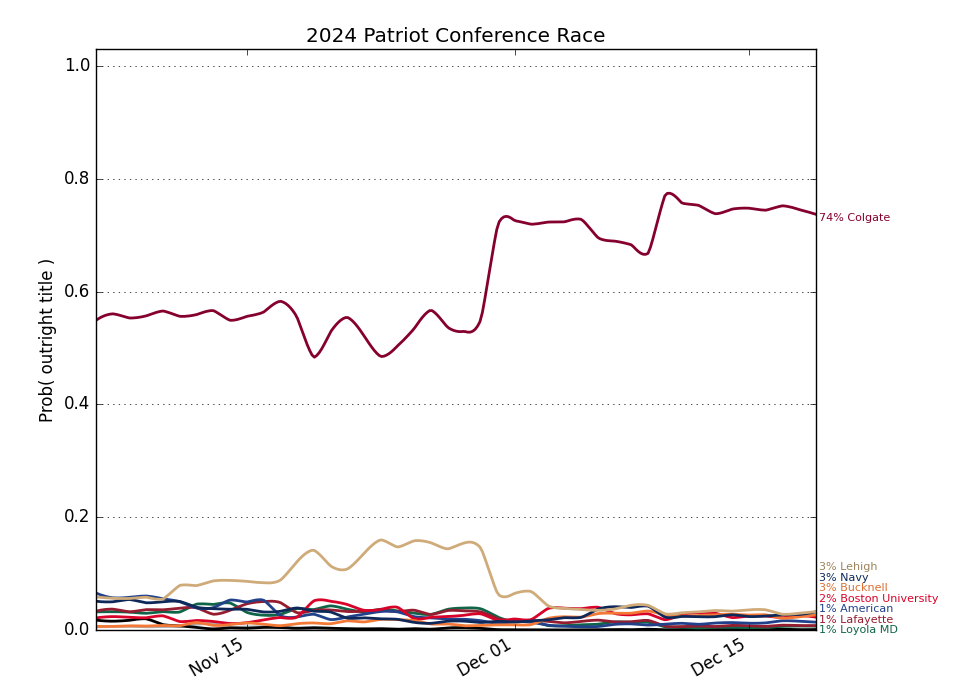 2024 Patriot Conference Race
Prob( outright title )
1.0
0.8
0.6
0.4
0.2
0.0
Nov 15
Dec 01
Dec 15
74% Colgate
3% Lehigh
3% Navy
3% Bucknell
2% Boston University
1% American
1% Lafayette
1% Loyola MD